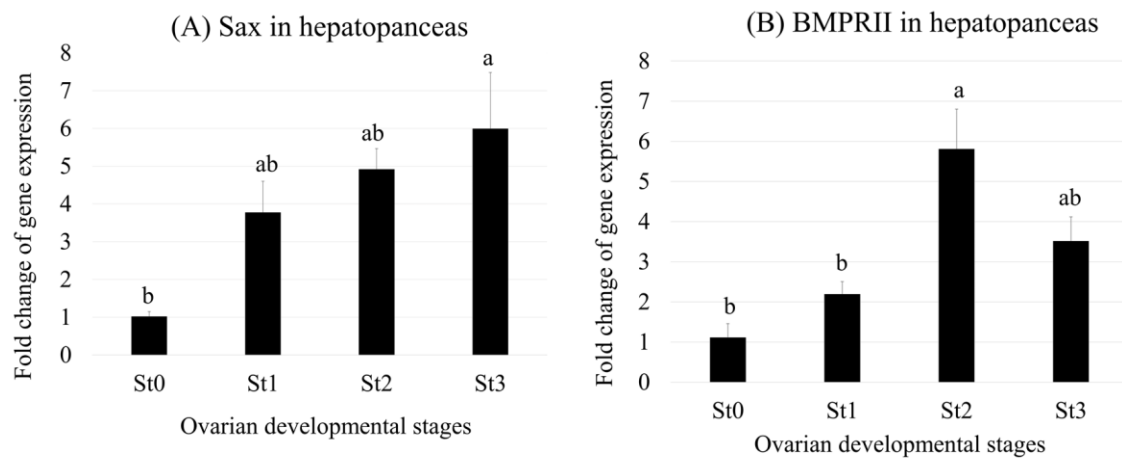 (A) Sax in hepatopanceas
Fold change of gene expression
8
7
6
5
4
3
2
1
0
b
ab
ab
a
St0 St1 St2 St3
Ovarian developmental stages
(B) BMPRII in hepatopanceas
Fold change of gene expression
8
7
6
5
4
3
2
1
0
b
b
a
ab
St0 St1 St2 St3
Ovarian developmental stages